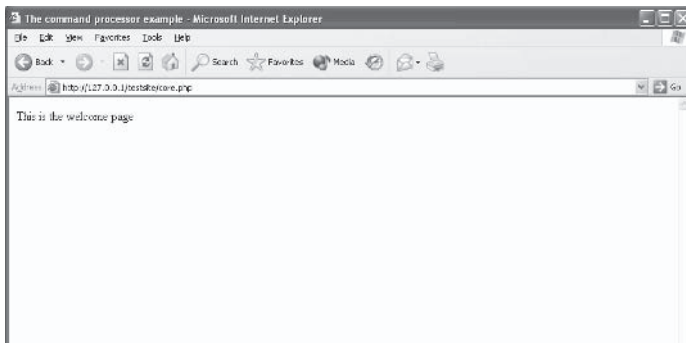 The command processor example - Microsoft Internet Explorer
File Edit View Favorites Tools Help
Back Search Favorites Media
Address http://127.0.0.1/testsite/core.php Go
This is the welcome page